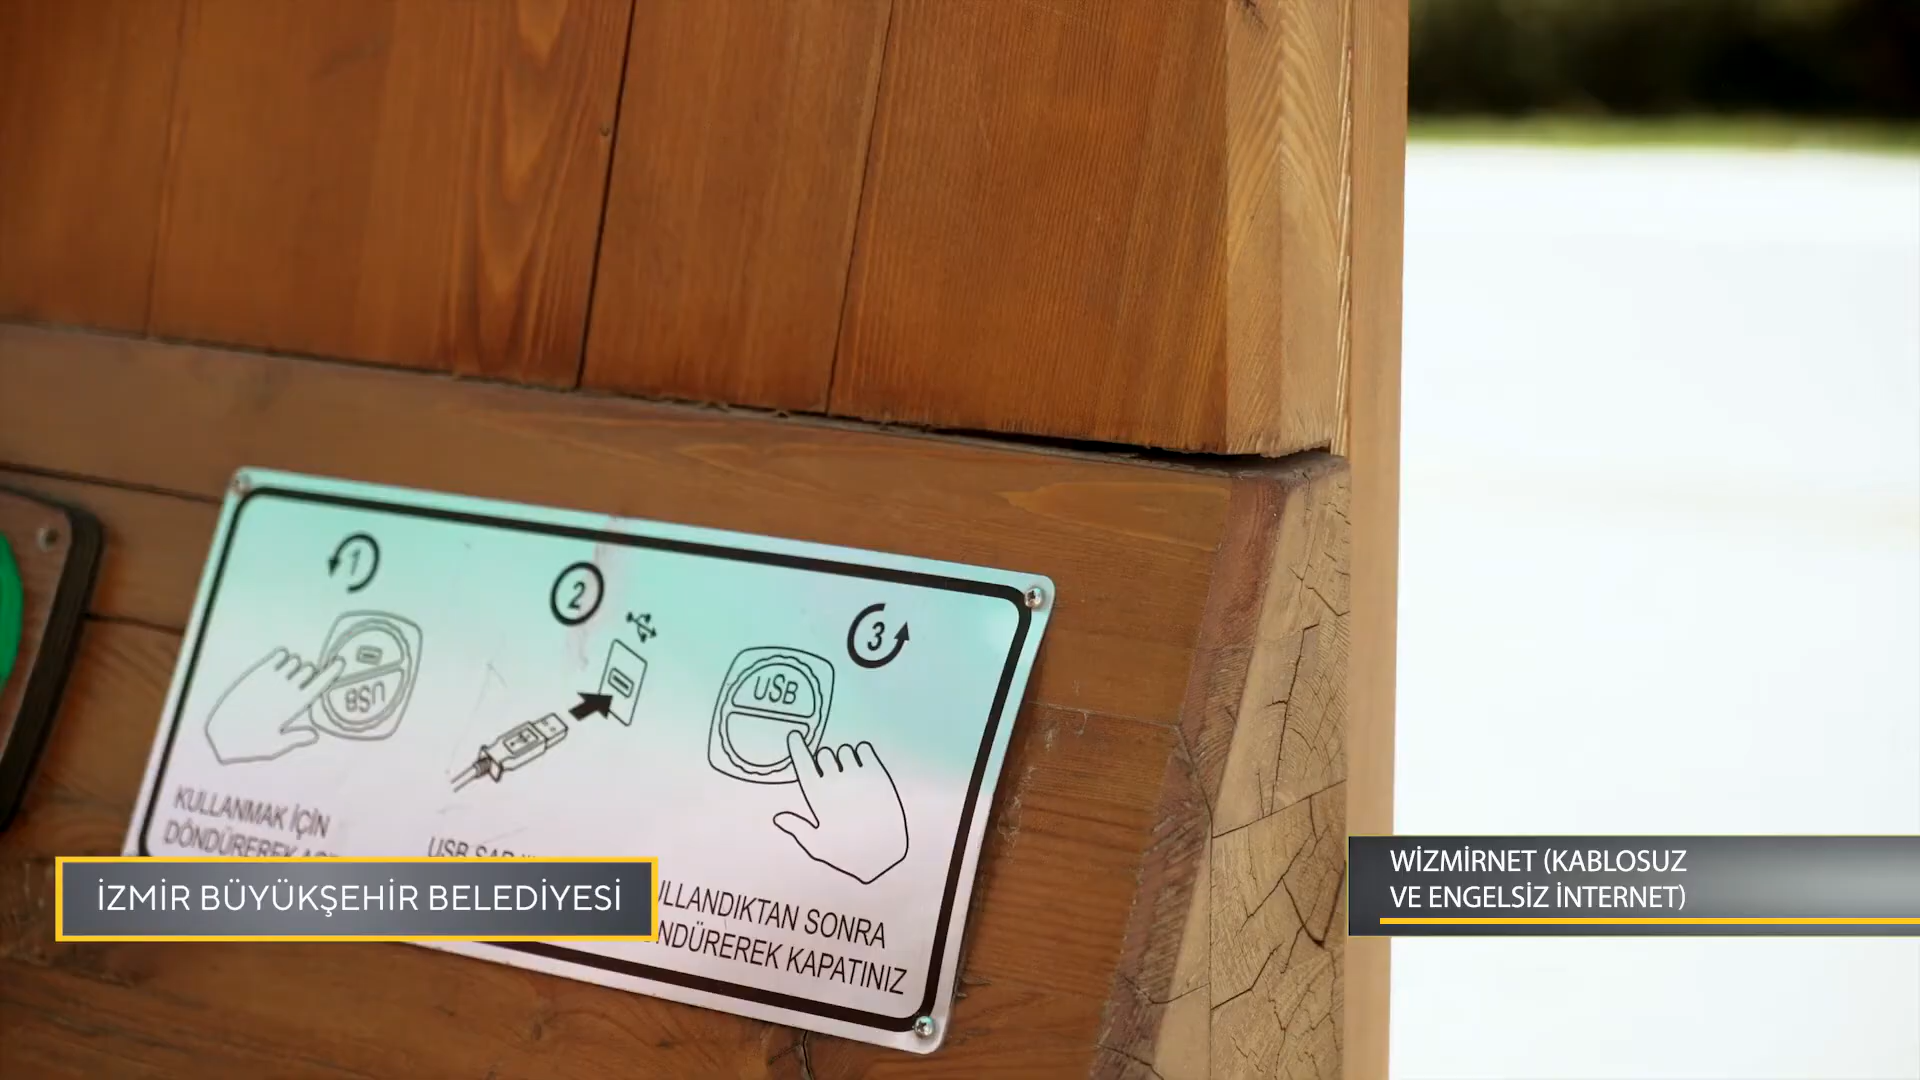 1
2
3
USB
USB
KULLANMAK İÇİN
DÖNDÜREREK
USB
KULLANDIKTAN SONRA
DÖNDÜREREK KAPATINIZ
İZMİR BÜYÜKŞEHİR BELEDİYESİ
WİZMİRNET (KABLOSUZ
VE ENGELSİZ İNTERNET)